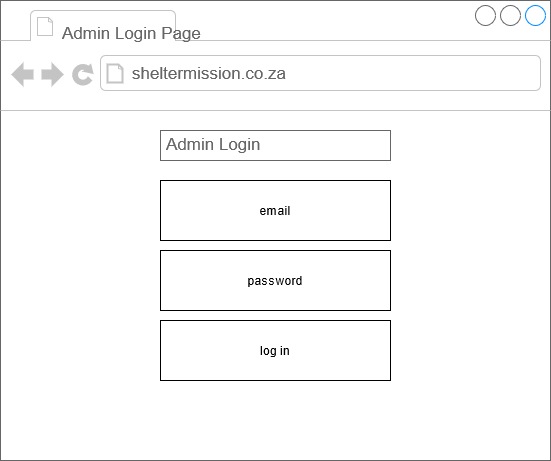 Admin Login Page
sheltermission.co.za
Admin Login
email
password
log in